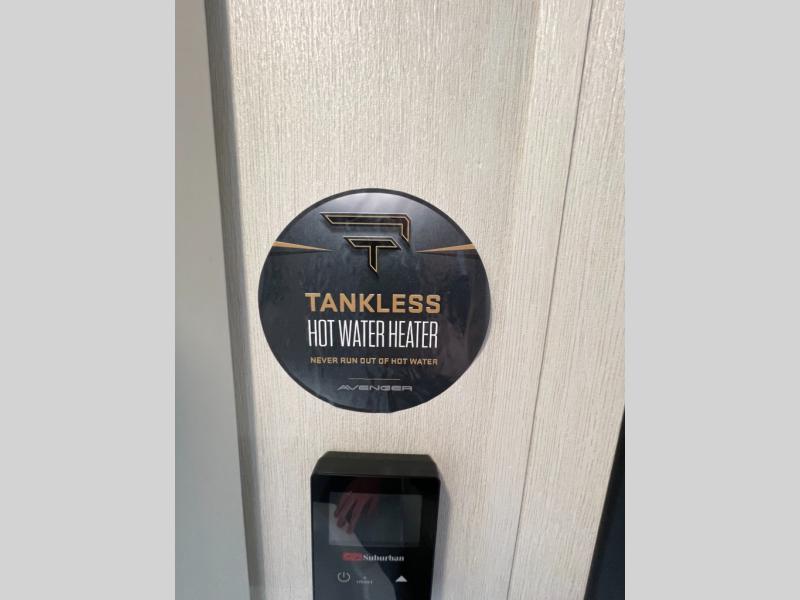 TANKLESS
HOT WATER HEATER
NEVER RUN OUT OF HOT WATER
AVENGER
Suburban